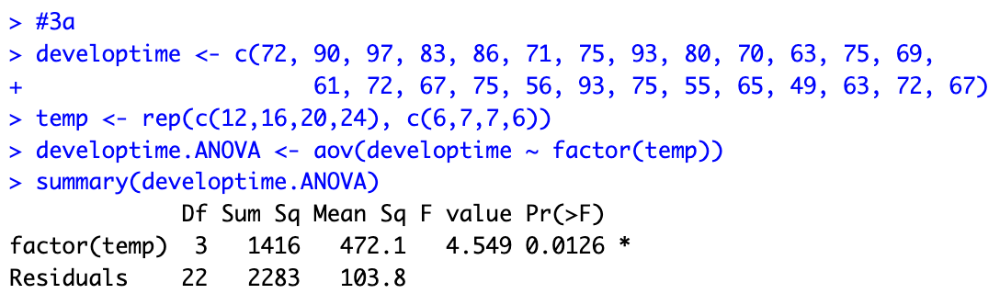 > #3a
> developtime <- c(72, 90, 97, 83, 86, 71, 75, 93, 80, 70, 63, 75, 69,
+                  61, 72, 67, 75, 56, 93, 75, 55, 65, 49, 63, 72, 67)
> temp <- rep(c(12,16,20,24), c(6,7,7,6))
> developtime.ANOVA <- aov(developtime ~ factor(temp))
> summary(developtime.ANOVA)
             Df Sum Sq Mean Sq F value Pr(>F)
factor(temp)  3   1416   472.1   4.549 0.0126 *
Residuals    22   2283   103.8